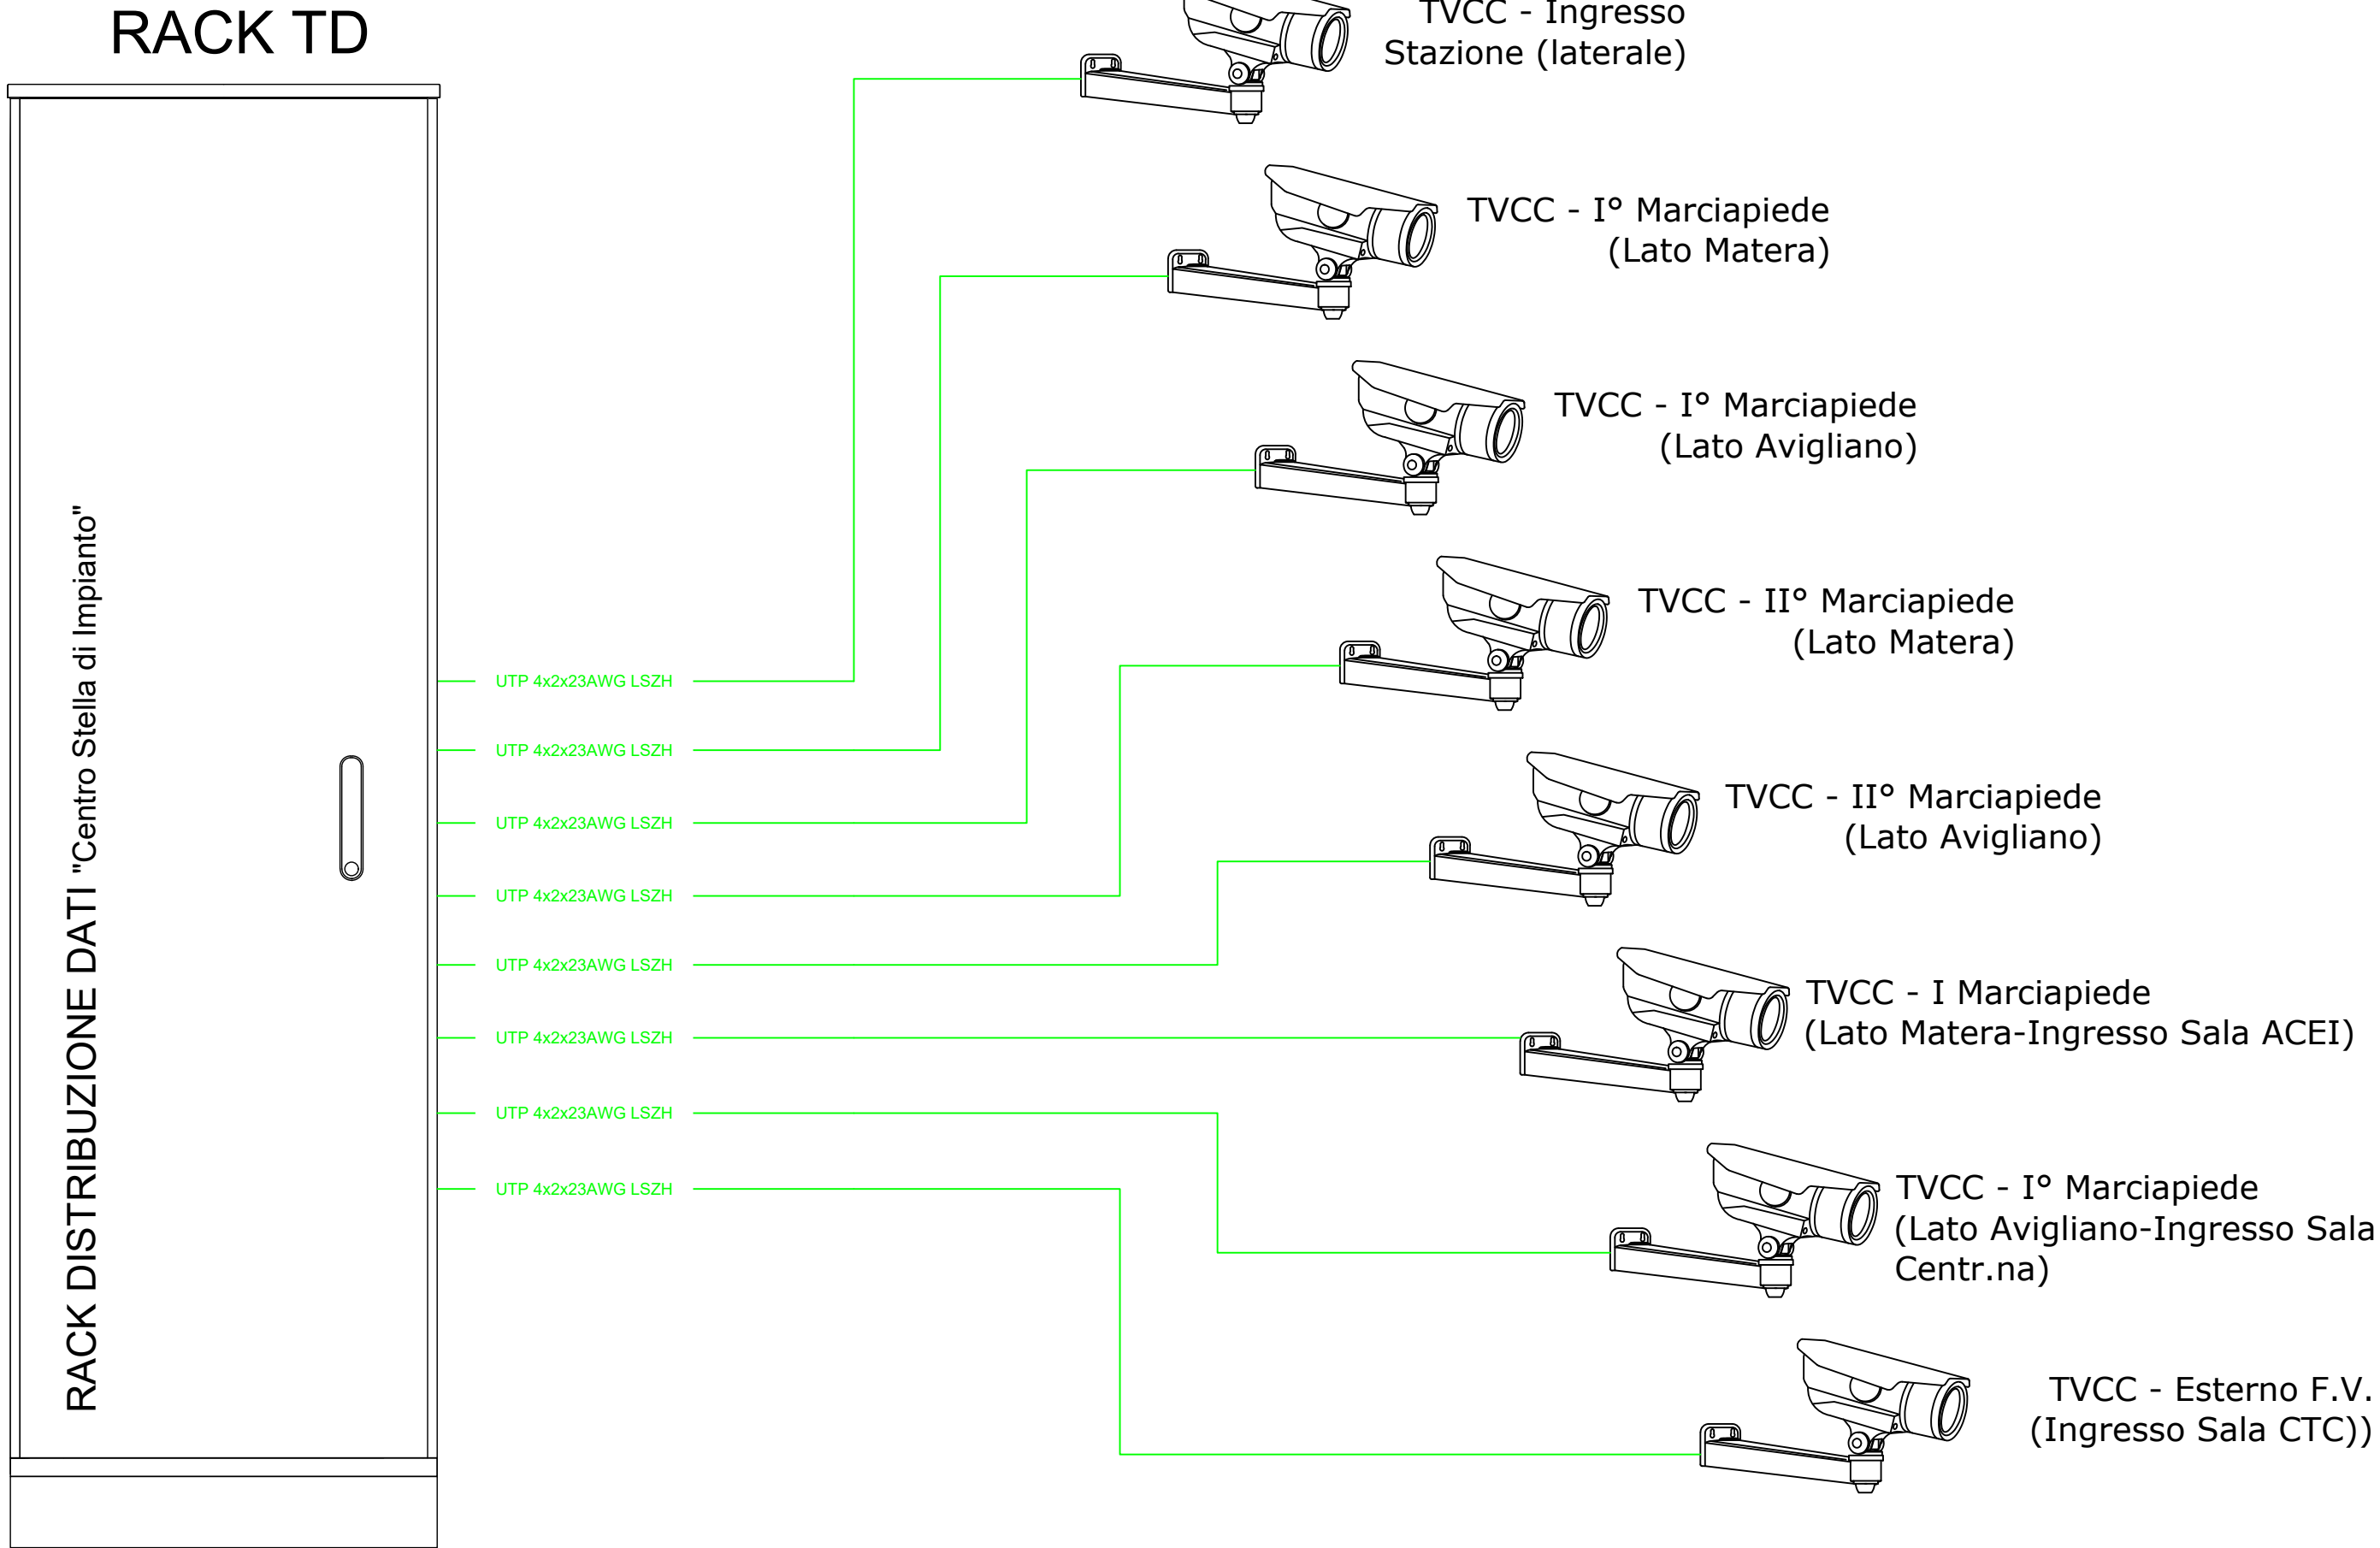 RACK TD
RACK DISTRIBUZIONE DATI "Centro Stella di Impianto"
UTP 4x2x23AWG LSZH
UTP 4x2x23AWG LSZH
UTP 4x2x23AWG LSZH
UTP 4x2x23AWG LSZH
UTP 4x2x23AWG LSZH
UTP 4x2x23AWG LSZH
UTP 4x2x23AWG LSZH
UTP 4x2x23AWG LSZH
TVCC - Ingresso
Stazione (laterale)
TVCC - I° Marciapiede
(Lato Matera)
TVCC - I° Marciapiede
(Lato Avigliano)
TVCC - II° Marciapiede
(Lato Matera)
TVCC - II° Marciapiede
(Lato Avigliano)
TVCC - I Marciapiede
(Lato Matera-Ingresso Sala ACEI)
TVCC - I° Marciapiede
(Lato Avigliano-Ingresso Sala
Centr.na)
TVCC - Esterno F.V.
(Ingresso Sala CTC))